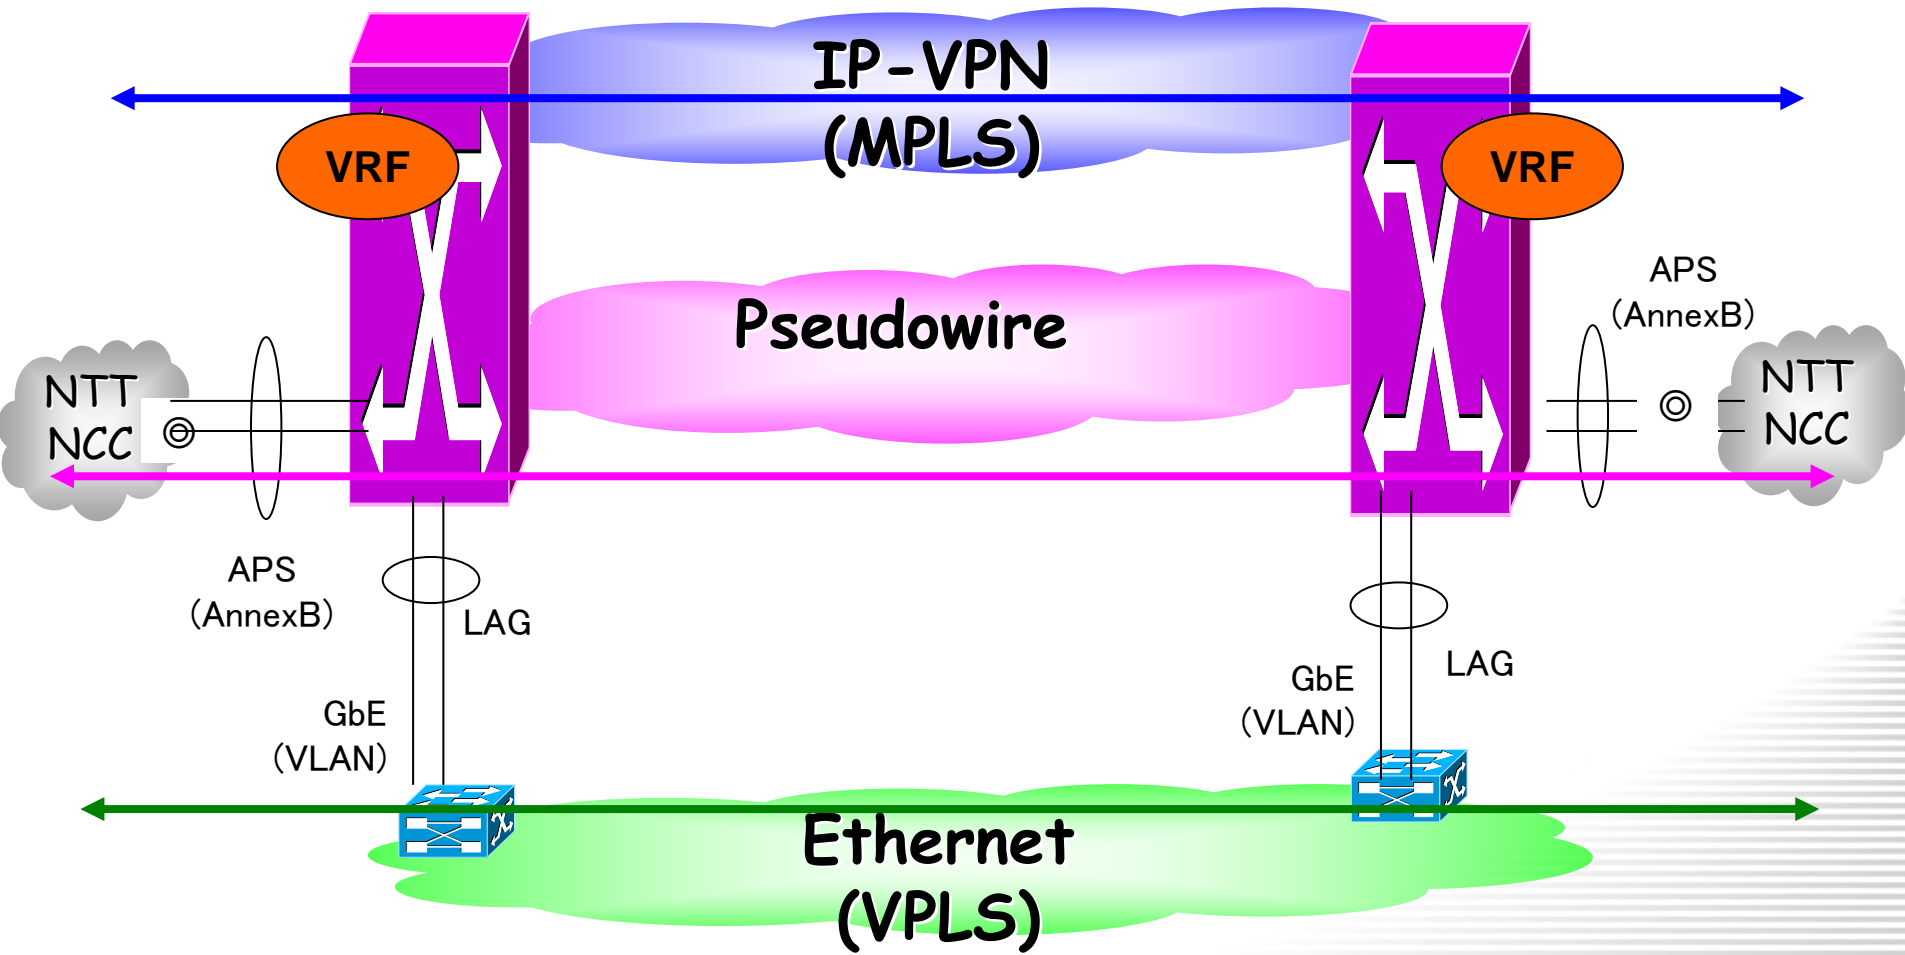 IP-VPN
(MPLS)
VRF
VRF
APS
(AnnexB)
Pseudowire
NTT
NCC
NTT
NCC
APS
(AnnexB)
LAG
LAG
GbE
(VLAN)
GbE
(VLAN)
Ethernet
(VPLS)